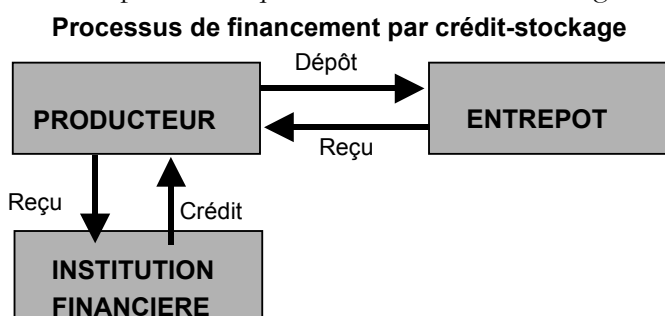 Processus de financement par crédit-stockage
Dépôt
PRODUCTEUR
ENTREPOT
Reçu
Reçu
Crédit
INSTITUTION
FINANCIERE